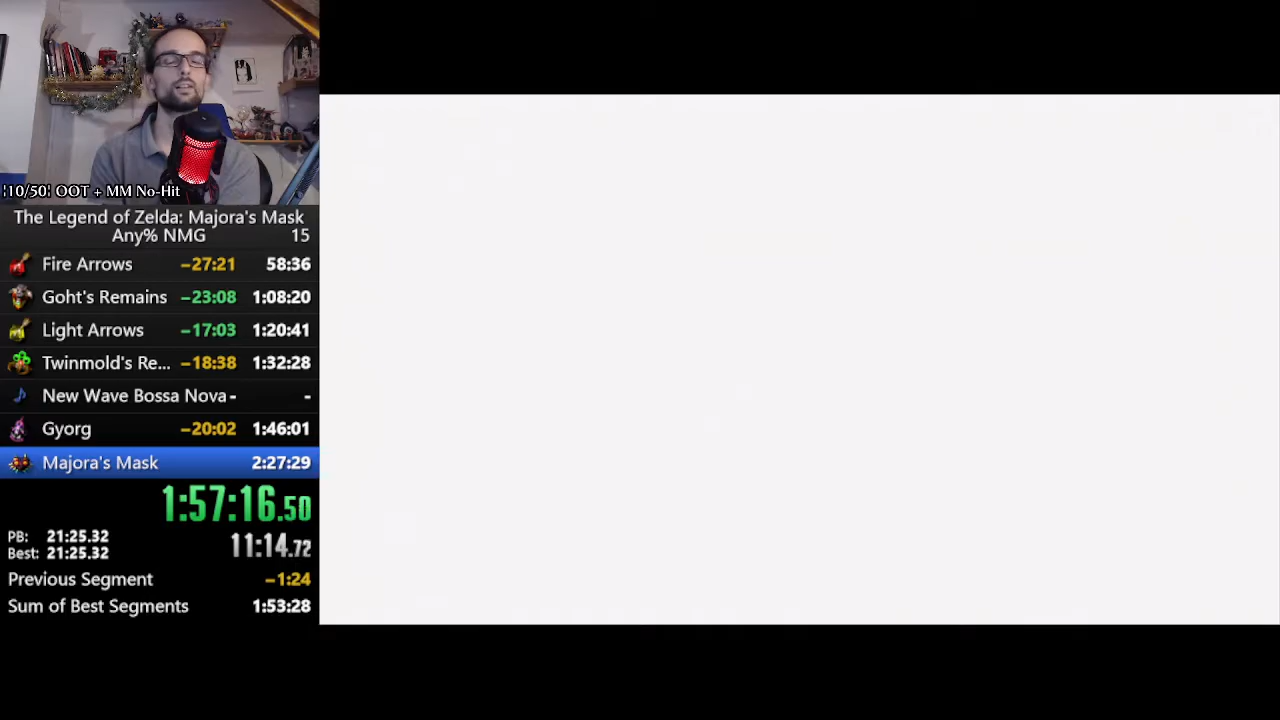 [10/50] OOT + MM No-Hit
The Legend of Zelda: Majora's Mask
Any% NMG 15
Fire Arrows -27:21 58:36
Goht's Remains -23:08 1:08:20
Light Arrows -17:03 1:20:41
Twinmold's Re... -18:38 1:32:28
New Wave Bossa Nova - -
Gyorg -20:02 1:46:01
Majora's Mask 2:27:29
1:57:16.50
PB: 21:25.32
Best: 21:25.32
11:14.72
Previous Segment -1:24
Sum of Best Segments 1:53:28